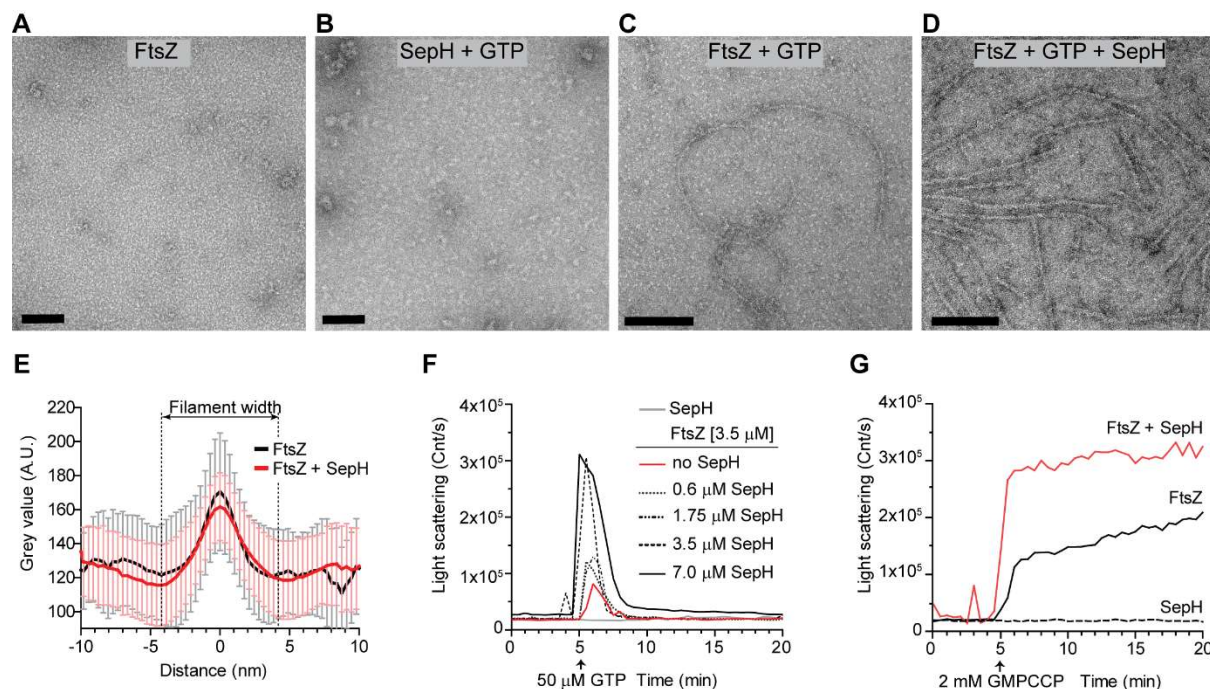 A
FtsZ
B
SepH + GTP
C
FtsZ + GTP
D
FtsZ + GTP + SepH
E
220
200
180
160
140
120
100
Grey value (A.U.)
Filament width
FtsZ
FtsZ + SepH
-10
-5
0
5
10
Distance (nm)
F
4x10⁵
3x10⁵
2x10⁵
1x10⁵
0
Light scattering (Cnt/s)
SepH
FtsZ [3.5 μM]
no SepH
0.6 μM SepH
1.75 μM SepH
3.5 μM SepH
7.0 μM SepH
0 5 10 15 20
50 μM GTP Time (min)
G
4x10⁵
3x10⁵
2x10⁵
1x10⁵
0
Light scattering (Cnt/s)
FtsZ + SepH
FtsZ
SepH
0 5 10 15 20
2 mM GMPCCP Time (min)